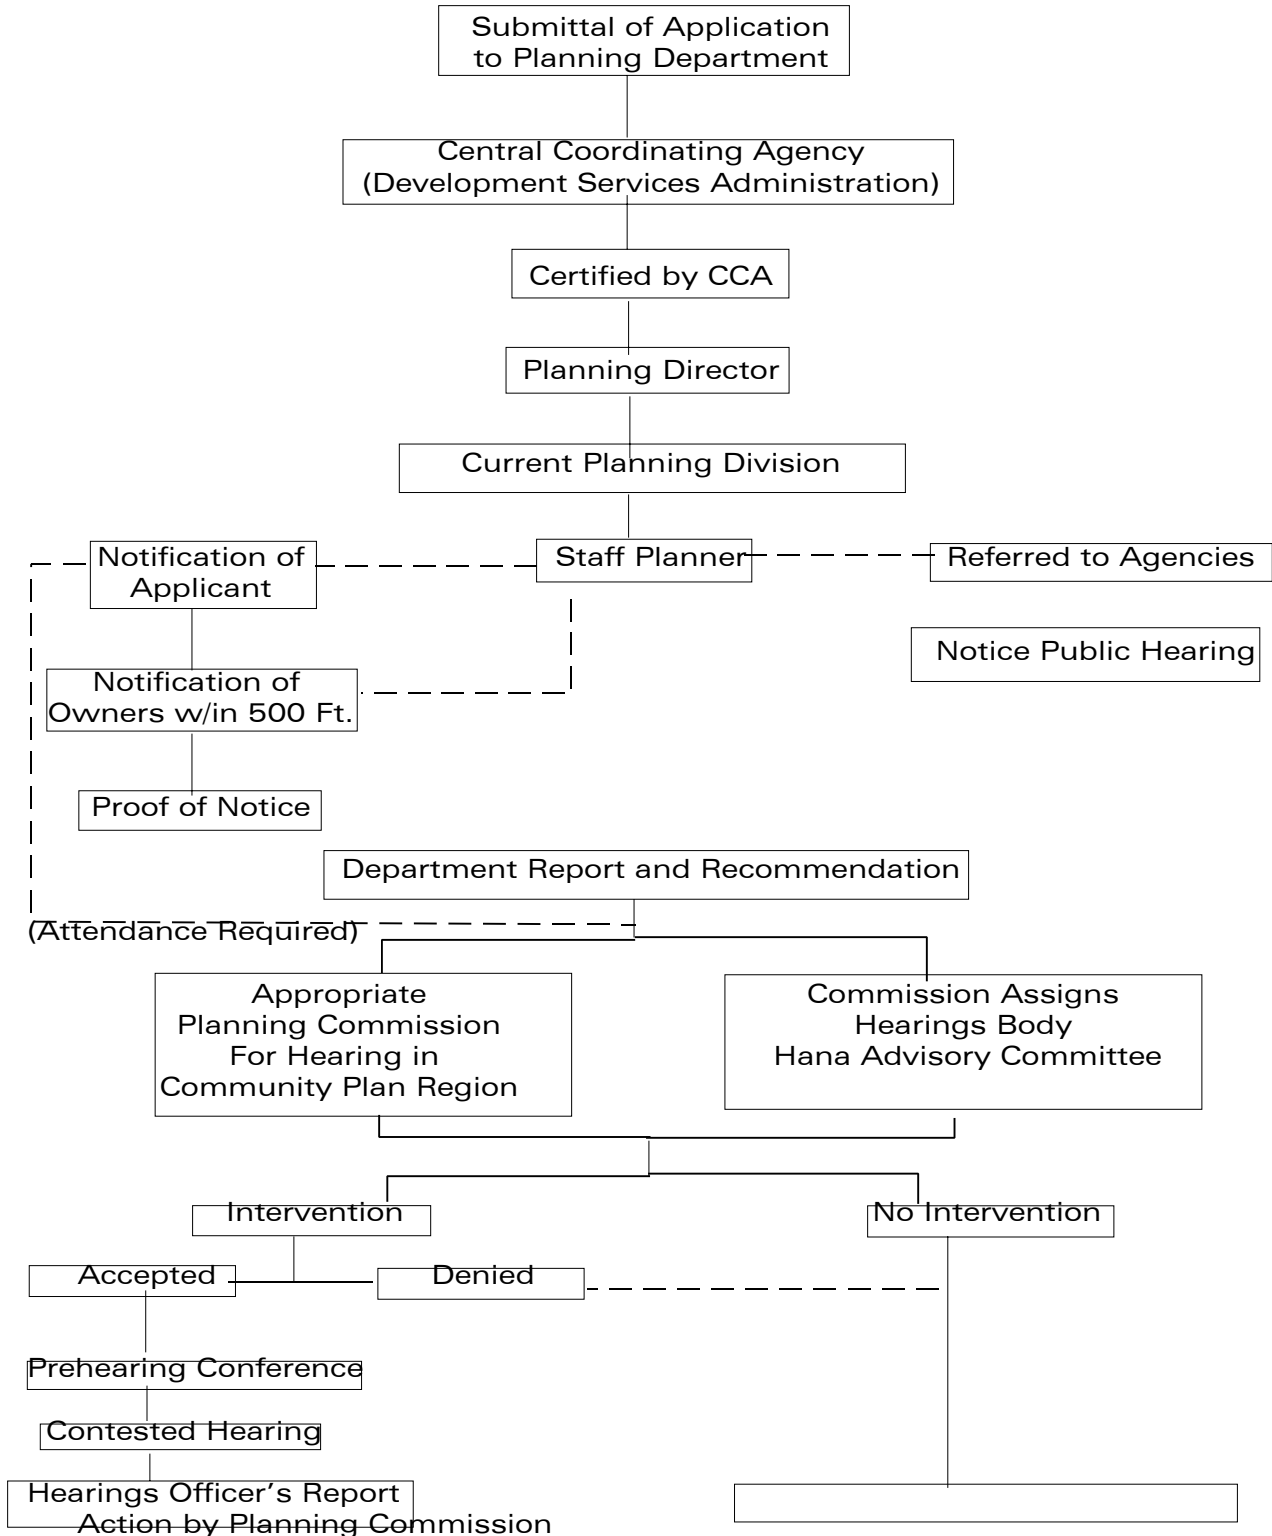 Submittal of Application
to Planning Department
Central Coordinating Agency
(Development Services Administration)
Certified by CCA
Planning Director
Current Planning Division
Notification of
Applicant
Staff Planner
Referred to Agencies
Notice Public Hearing
Notification of
Owners w/in 500 Ft.
Proof of Notice
Department Report and Recommendation
(Attendance Required)
Appropriate
Planning Commission
For Hearing in
Community Plan Region
Commission Assigns
Hearings Body
Hana Advisory Committee
Intervention
No Intervention
Accepted
Denied
Prehearing Conference
Contested Hearing
Hearings Officer's Report
Action by Planning Commission